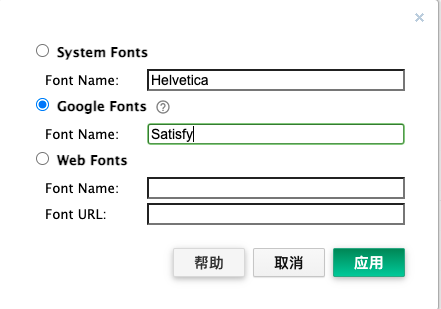 ×
System Fonts
Font Name: Helvetica
Google Fonts ?
Font Name: Satisfy
Web Fonts
Font Name:
Font URL:
帮助 取消 应用